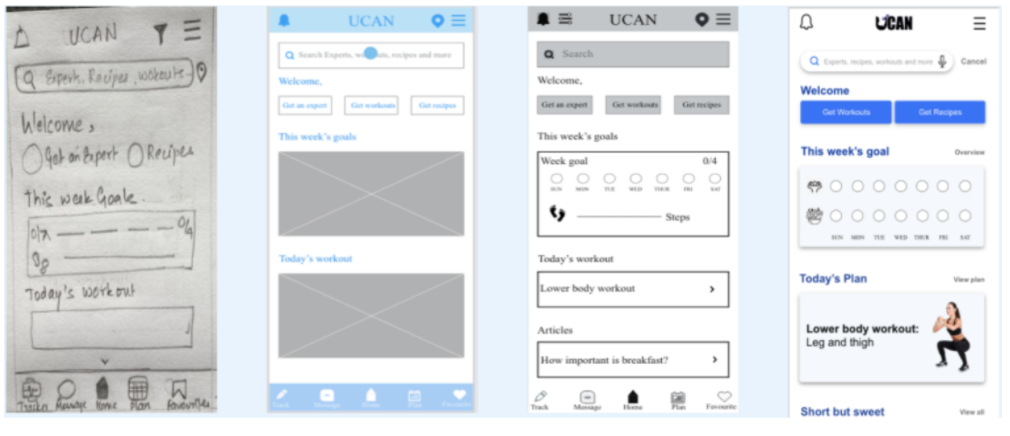 UCAN
Experts, Recipes, workouts
Welcome,
Get an Expert
Recipes
This week Goals.
0/7
0/4
Today's workout
Tracker
Message
Home
Plan
Favourites
UCAN
Search Experts, workouts, recipes and more
Welcome,
Get an expert
Get workouts
Get recipes
This week's goals
Today's workout
Track
Message
Home
Plan
Favourite
UCAN
Search
Welcome,
Get an expert
Get workouts
Get recipes
This week's goals
Week goal
0/4
SUN MON TUE WED THUR FRI SAT
Steps
Today's workout
Lower body workout
Articles
How important is breakfast?
Track
Message
Home
Plan
Favourite
UCAN
Experts, recipes, workouts and more
Cancel
Welcome
Get Workouts
Get Recipes
This week's goal
Overview
SUN MON TUE WED THUR FRI SAT
Today's Plan
View plan
Lower body workout:
Leg and thigh
Short but sweet
View all